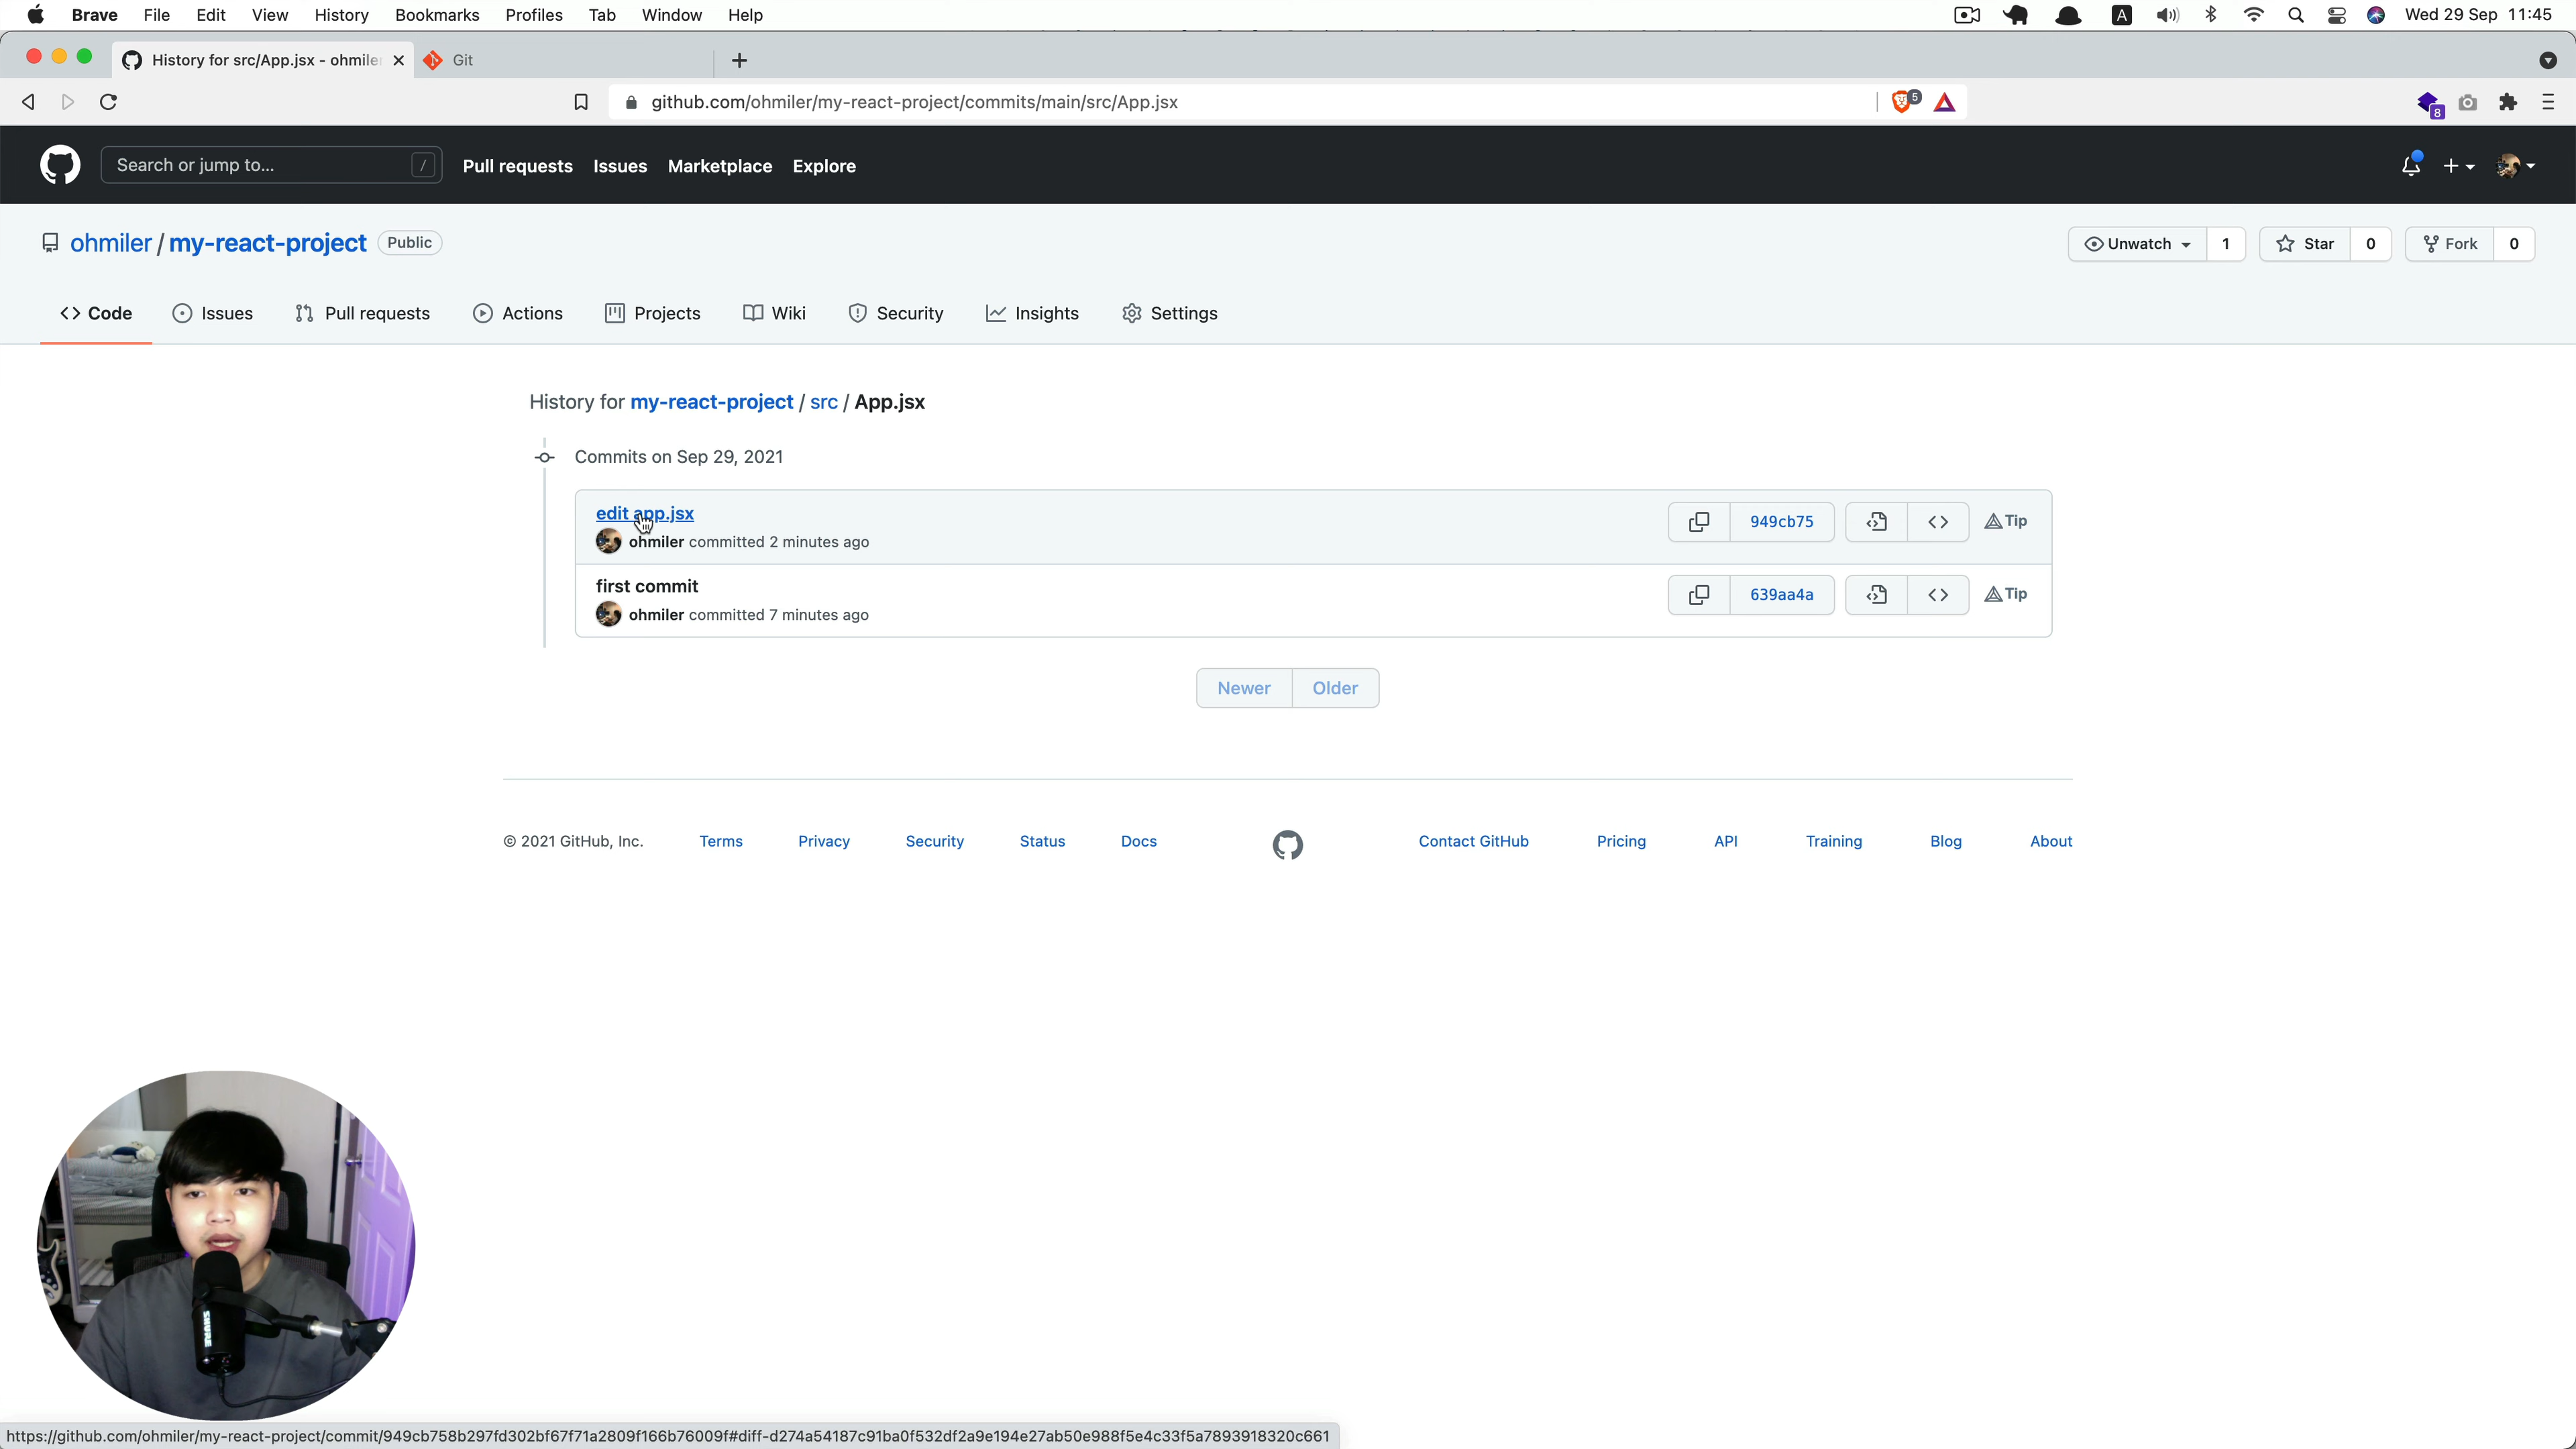 Brave File Edit View History Bookmarks Profiles Tab Window Help A Wed 29 Sep 11:45
History for src/App.jsx - ohmiler Git
github.com/ohmiler/my-react-project/commits/main/src/App.jsx 5 8
Search or jump to... / Pull requests Issues Marketplace Explore
ohmiler / my-react-project Public Unwatch 1 Star 0 Fork 0
Code Issues Pull requests Actions Projects Wiki Security Insights Settings
History for my-react-project / src / App.jsx
Commits on Sep 29, 2021
edit app.jsx 949cb75 Tip
ohmiler committed 2 minutes ago
first commit 639aa4a Tip
ohmiler committed 7 minutes ago
Newer Older
© 2021 GitHub, Inc. Terms Privacy Security Status Docs Contact GitHub Pricing API Training Blog About
SHURE
https://github.com/ohmiler/my-react-project/commit/949cb758b297fd302bf67f71a2809f166b76009f#diff-d274a54187c91ba0f532df2a9e194e27ab50e988f5e4c33f5a7893918320c661